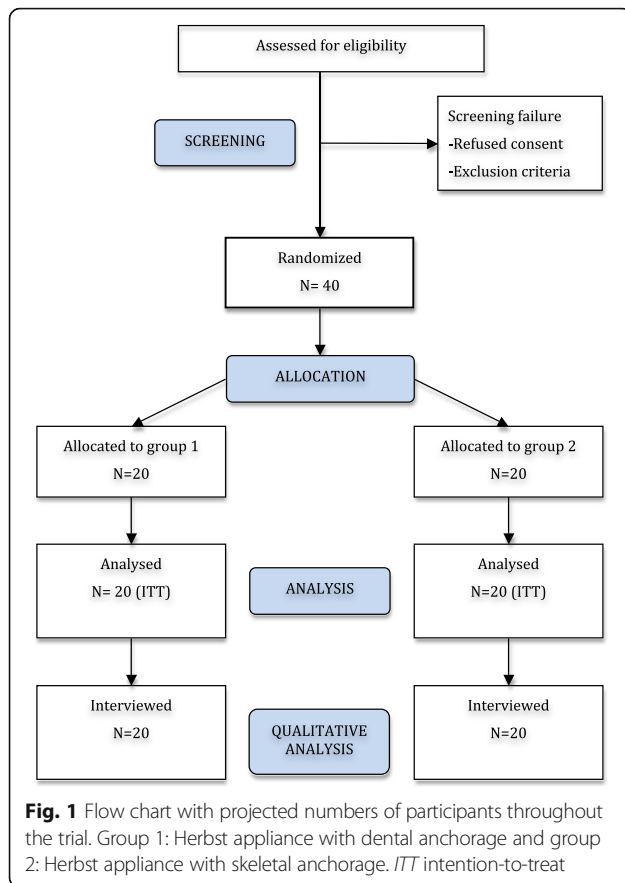 Assessed for eligibility
SCREENING
Screening failure
-Refused consent
-Exclusion criteria
Randomized
N= 40
ALLOCATION
Allocated to group 1
N=20
Allocated to group 2
N=20
Analysed
N= 20 (ITT)
ANALYSIS
Analysed
N=20 (ITT)
Interviewed
N=20
QUALITATIVE
ANALYSIS
Interviewed
N=20
Fig. 1 Flow chart with projected numbers of participants throughout
the trial. Group 1: Herbst appliance with dental anchorage and group
2: Herbst appliance with skeletal anchorage. ITT intention-to-treat